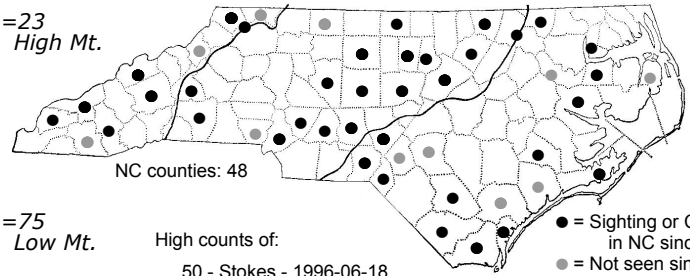 =23
High Mt.
NC counties: 48
=75
Low Mt.
High counts of:
50 - Stokes - 1996-06-18
= Sighting or C
in NC sinc
= Not seen sin